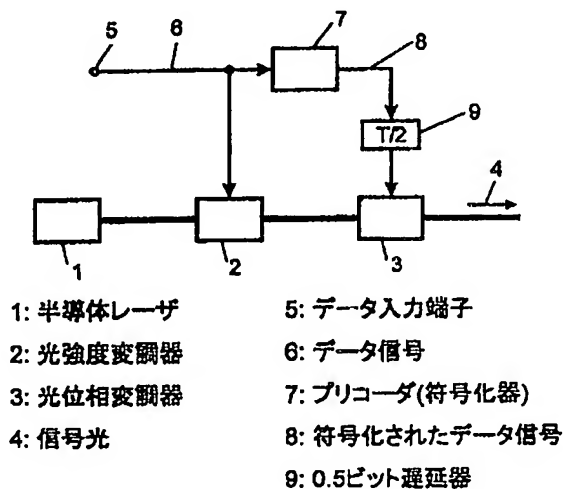 5
6
7
8
9
T/2
4
1
2
3
1: 半導体レーザ
2: 光強度変調器
3: 光位相変調器
4: 信号光
5: データ入力端子
6: データ信号
7: プリコーダ(符号化器)
8: 符号化されたデータ信号
9: 0.5ビット遅延器